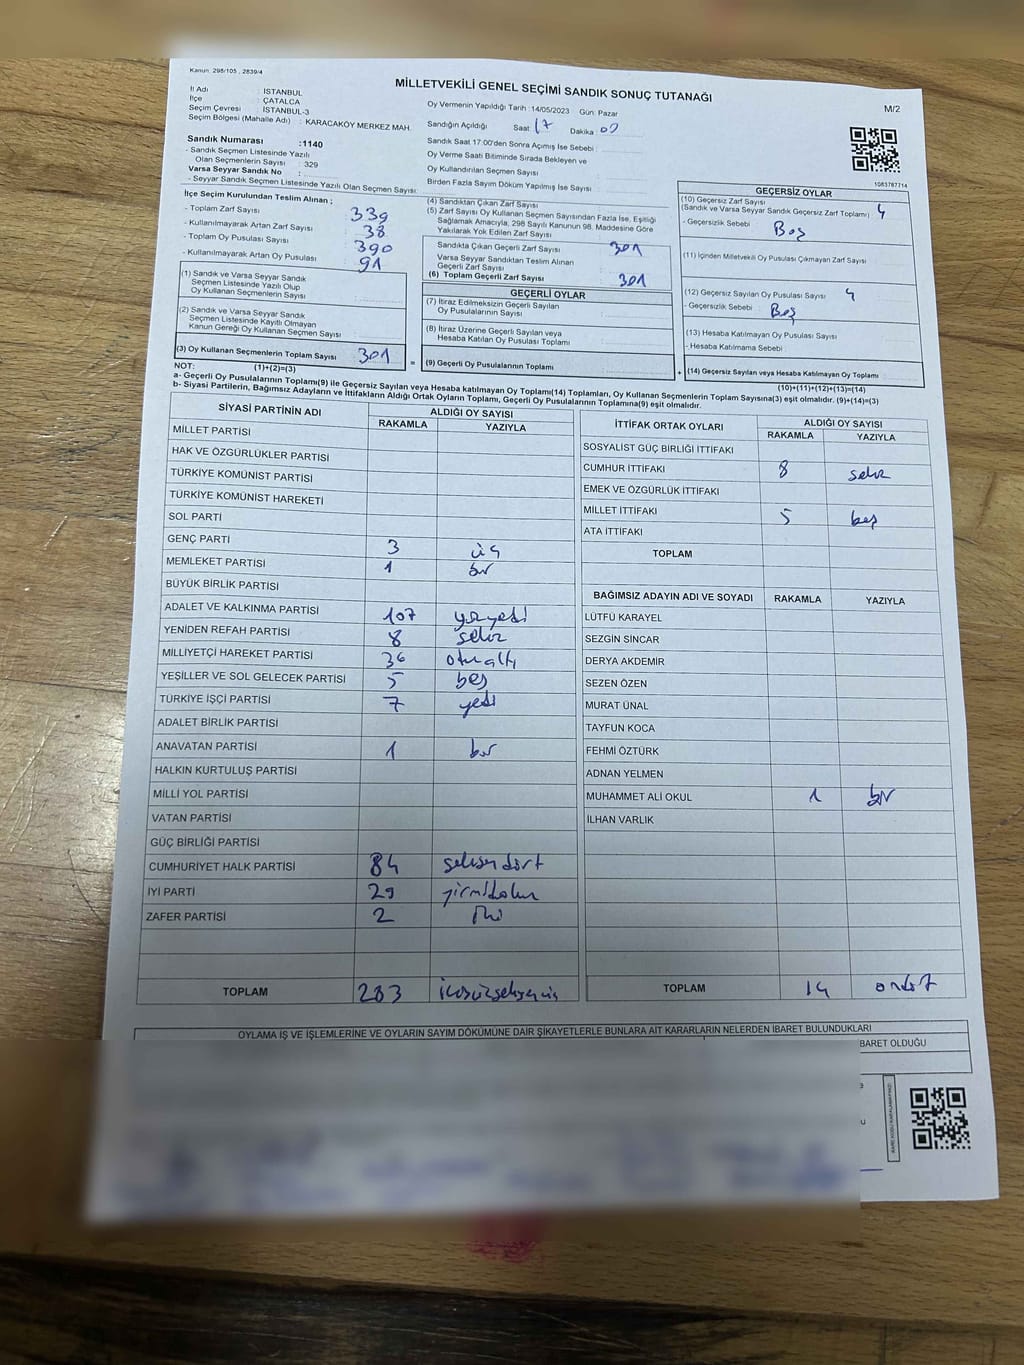 Kanun: 298/105 , 2839/4
MİLLETVEKİLİ GENEL SEÇİMİ SANDIK SONUÇ TUTANAĞI
M/2
İl Adı : İSTANBUL
İlçe : ÇATALCA
Seçim Çevresi : İSTANBUL-3
Seçim Bölgesi (Mahalle Adı) : KARACAKÖY MERKEZ MAH.
Oy Vermenin Yapıldığı Tarih : 14/05/2023 Gün: Pazar
Sandığın Açıldığı Saat 17 Dakika 00
Sandık Saat 17:00'den Sonra Açılmış İse Sebebi :
Oy Verme Saati Bitiminde Sırada Bekleyen ve
Oy Kullandırılan Seçmen Sayısı :
Birden Fazla Sayım Döküm Yapılmış İse Sayısı :
Sandık Numarası :1140
- Sandık Seçmen Listesinde Yazılı
Olan Seçmenlerin Sayısı : 329
Varsa Seyyar Sandık No :
- Seyyar Sandık Seçmen Listesinde Yazılı Olan Seçmen Sayısı:
1083787714
İlçe Seçim Kurulundan Teslim Alınan ;
- Toplam Zarf Sayısı 339
- Kullanılmayarak Artan Zarf Sayısı 38
- Toplam Oy Pusulası Sayısı 390
- Kullanılmayarak Artan Oy Pusulası 91
(1) Sandık ve Varsa Seyyar Sandık
Seçmen Listesinde Yazılı Olup
Oy Kullanan Seçmenlerin Sayısı :
(2) Sandık ve Varsa Seyyar Sandık
Seçmen Listesinde Kayıtlı Olmayan
Kanun Gereği Oy Kullanan Seçmen Sayısı :
(3) Oy Kullanan Seçmenlerin Toplam Sayısı 301
(1)+(2)=(3)
(4) Sandıktan Çıkan Zarf Sayısı
(5) Zarf Sayısı Oy Kullanan Seçmen Sayısından Fazla İse, Eşitliği
Sağlamak Amacıyla, 298 Sayılı Kanunun 98. Maddesine Göre
Yakılarak Yok Edilen Zarf Sayısı :
Sandıkta Çıkan Geçerli Zarf Sayısı : 301
Varsa Seyyar Sandıktan Teslim Alınan
Geçerli Zarf Sayısı
(6) Toplam Geçerli Zarf Sayısı : 301
GEÇERLİ OYLAR
(7) İtiraz Edilmeksizin Geçerli Sayılan
Oy Pusulalarının Sayısı :
(8) İtiraz Üzerine Geçerli Sayılan veya
Hesaba Katılan Oy Pusulası Toplamı :
= (9) Geçerli Oy Pusulalarının Toplamı :
GEÇERSİZ OYLAR
(10) Geçersiz Zarf Sayısı
(Sandık ve Varsa Seyyar Sandık Geçersiz Zarf Toplamı) : 4
- Geçersizlik Sebebi : Boş
(11) İçinden Milletvekili Oy Pusulası Çıkmayan Zarf Sayısı
(12) Geçersiz Sayılan Oy Pusulası Sayısı : 4
- Geçersizlik Sebebi : Boş
(13) Hesaba Katılmayan Oy Pusulası Sayısı :
- Hesaba Katılmama Sebebi :
+ (14) Geçersiz Sayılan veya Hesaba Katılmayan Oy Toplamı :
(10)+(11)+(12)+(13)=(14)
NOT:
a- Geçerli Oy Pusulalarının Toplamı(9) ile Geçersiz Sayılan veya Hesaba katılmayan Oy Toplamı(14) Toplamları, Oy Kullanan Seçmenlerin Toplam Sayısına(3) eşit olmalıdır. (9)+(14)=(3)
b- Siyasi Partilerin, Bağımsız Adayların ve İttifakların Aldığı Ortak Oyların Toplamı, Geçerli Oy Pusulalarının Toplamına(9) eşit olmalıdır.
SİYASİ PARTİNİN ADI ALDIĞI OY SAYISI
RAKAMLA YAZIYLA
MİLLET PARTİSİ
HAK VE ÖZGÜRLÜKLER PARTİSİ
TÜRKİYE KOMÜNİST PARTİSİ
TÜRKİYE KOMÜNİST HAREKETİ
SOL PARTİ
GENÇ PARTİ 3 üç
MEMLEKET PARTİSİ 1 bir
BÜYÜK BİRLİK PARTİSİ
ADALET VE KALKINMA PARTİSİ 107 yüzyedi
YENİDEN REFAH PARTİSİ 8 sekiz
MİLLİYETÇİ HAREKET PARTİSİ 36 otuzaltı
YEŞİLLER VE SOL GELECEK PARTİSİ 5 beş
TÜRKİYE İŞÇİ PARTİSİ 7 yedi
ADALET BİRLİK PARTİSİ
ANAVATAN PARTİSİ 1 bir
HALKIN KURTULUŞ PARTİSİ
MİLLİ YOL PARTİSİ
VATAN PARTİSİ
GÜÇ BİRLİĞİ PARTİSİ
CUMHURİYET HALK PARTİSİ 84 seksendört
İYİ PARTİ 29 yirmidokuz
ZAFER PARTİSİ 2 iki
TOPLAM 283 ikiyüzseksenüç
İTTİFAK ORTAK OYLARI ALDIĞI OY SAYISI
RAKAMLA YAZIYLA
SOSYALİST GÜÇ BİRLİĞİ İTTİFAKI
CUMHUR İTTİFAKI 8 sekiz
EMEK VE ÖZGÜRLÜK İTTİFAKI
MİLLET İTTİFAKI 5 beş
ATA İTTİFAKI
TOPLAM
BAĞIMSIZ ADAYIN ADI VE SOYADI RAKAMLA YAZIYLA
LÜTFÜ KARAYEL
SEZGİN SİNCAR
DERYA AKDEMİR
SEZEN ÖZEN
MURAT ÜNAL
TAYFUN KOCA
FEHMİ ÖZTÜRK
ADNAN YELMEN
MUHAMMET ALİ OKUL 1 bir
İLHAN VARLIK
TOPLAM 14 ondört
OYLAMA İŞ VE İŞLEMLERİNE VE OYLARIN SAYIM DÖKÜMÜNE DAİR ŞİKAYETLERLE BUNLARA AİT KARARLARIN NELERDEN İBARET BULUNDUKLARI
BARET OLDUĞU